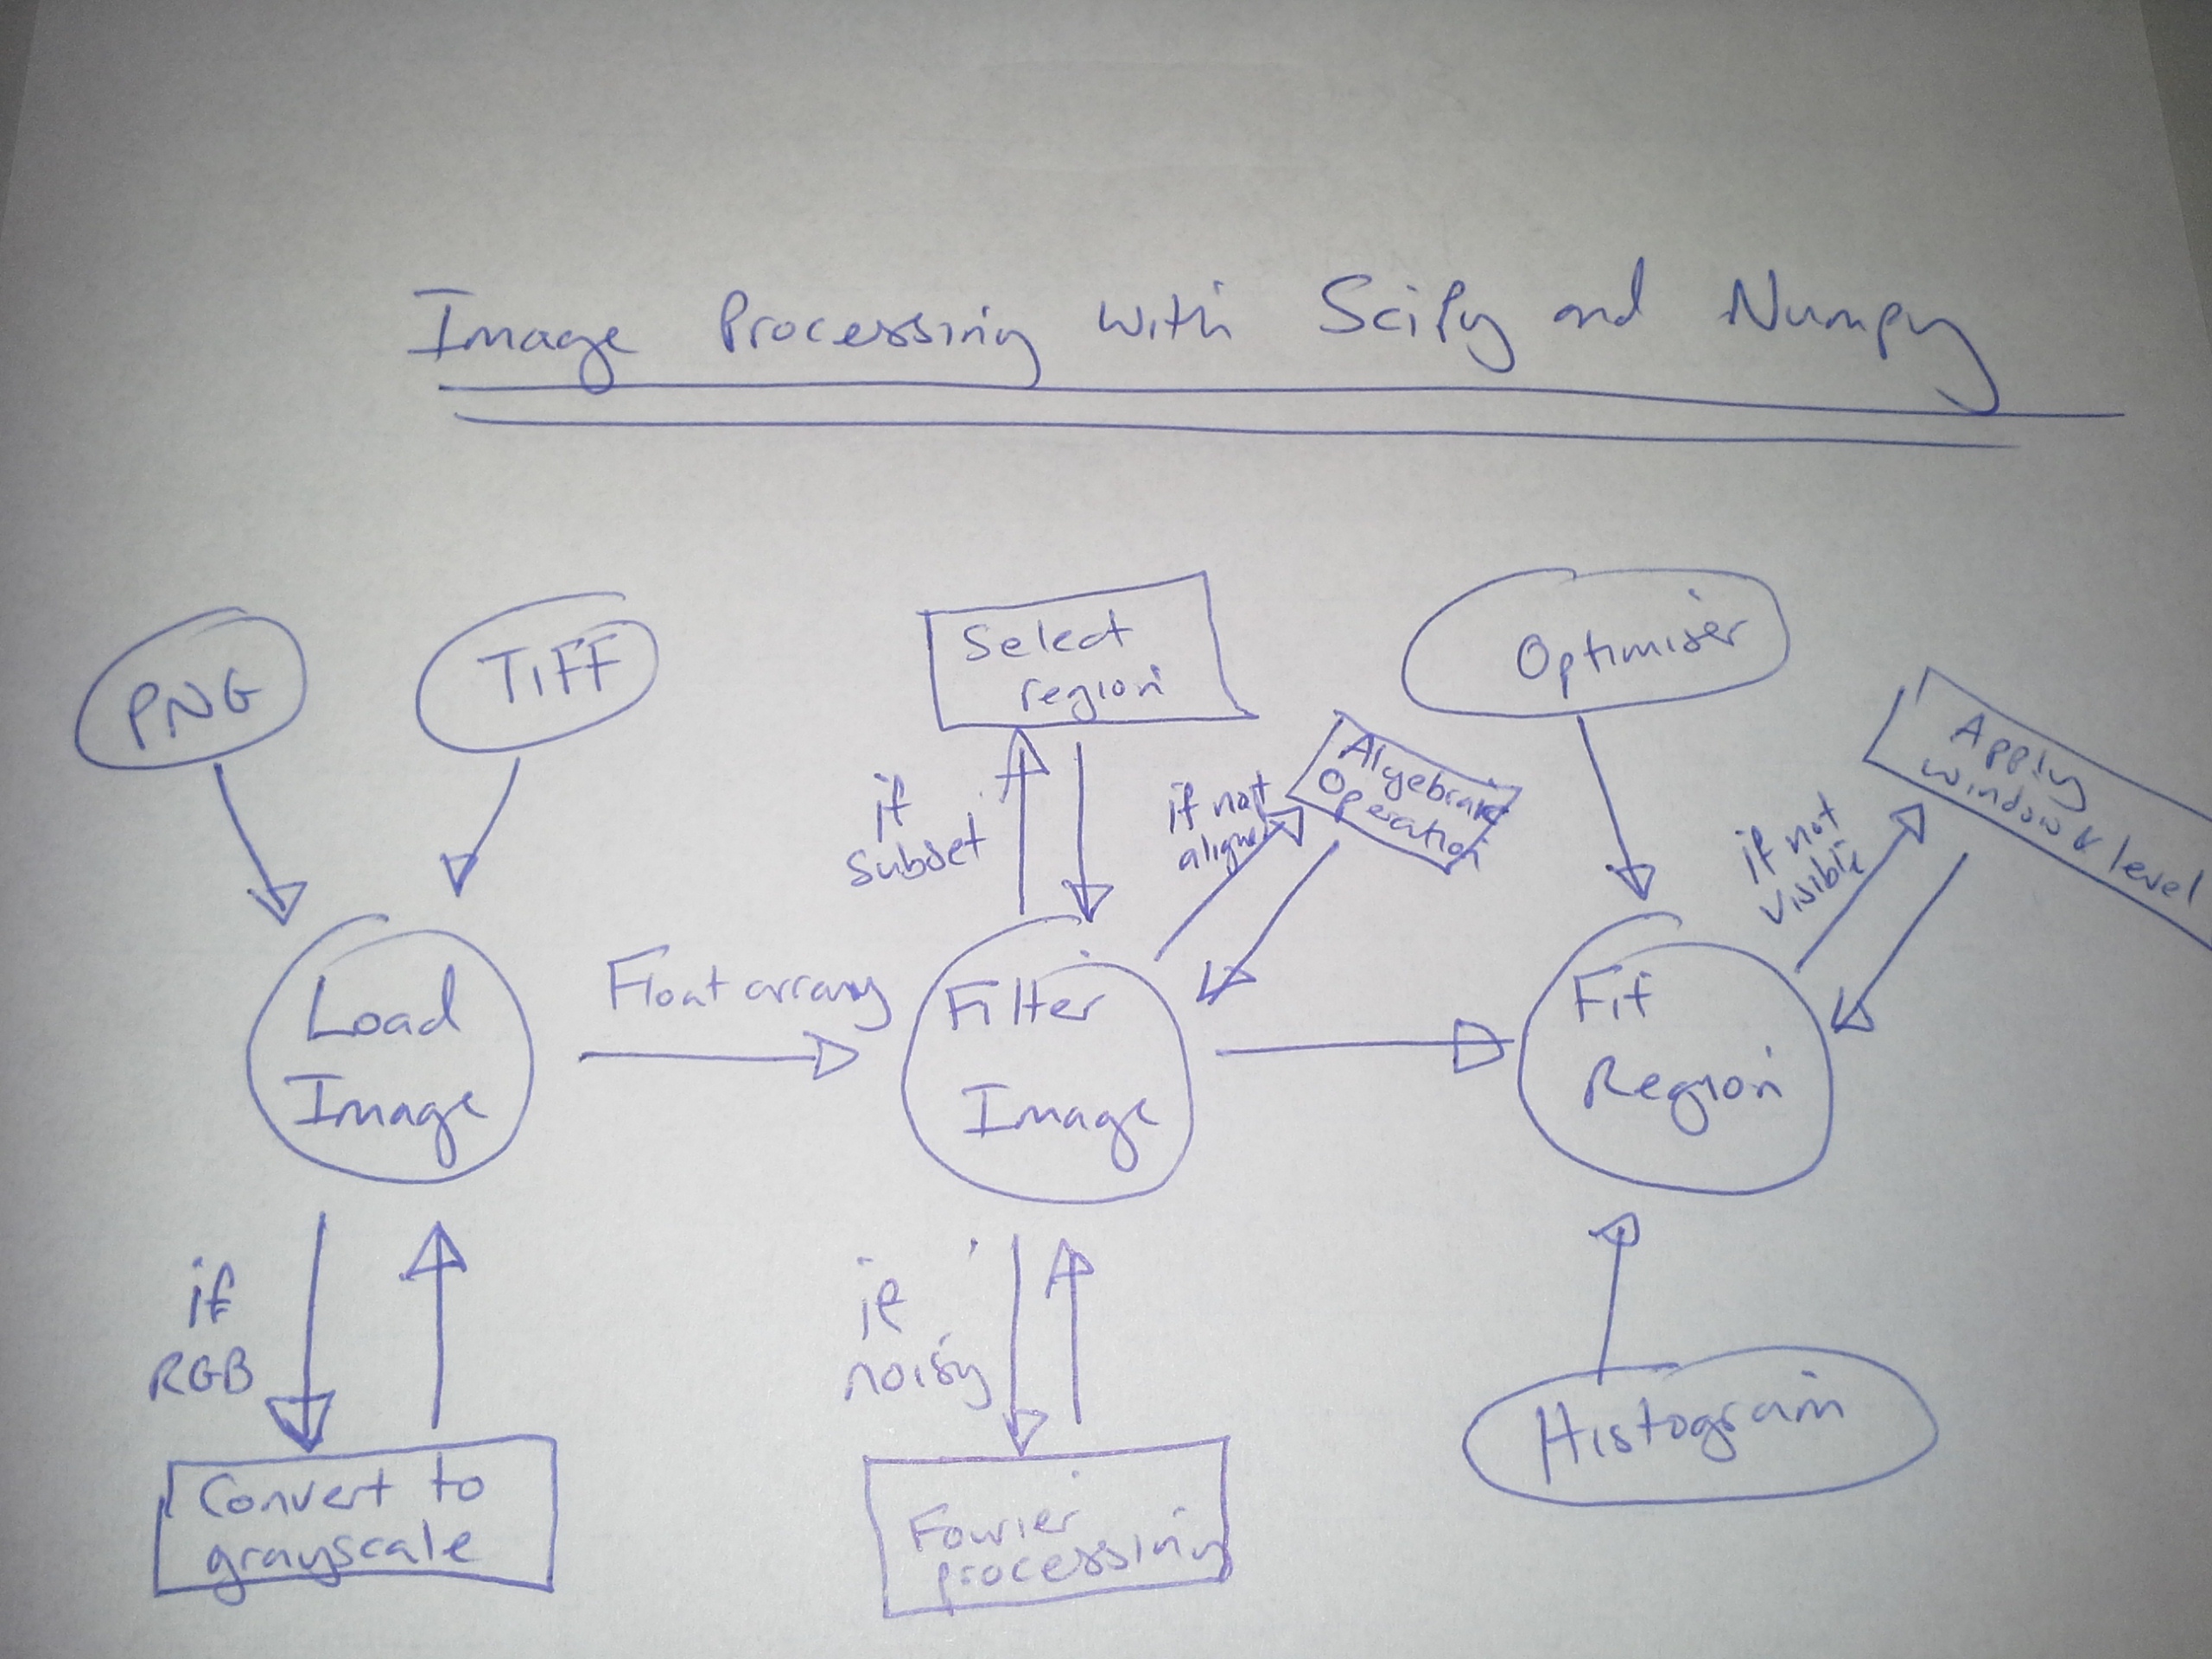 Image Processing with SciPy and Numpy
PNG
TIFF
Select
region
Optimiser
Apply
window & level
Algebraic
Operation
if
subset
if not
aligned
if not
visible
Load
Image
Float array
Filter
Image
Fit
Region
if
RGB
if
noisy
Histogram
Convert to
grayscale
Fourier
processing